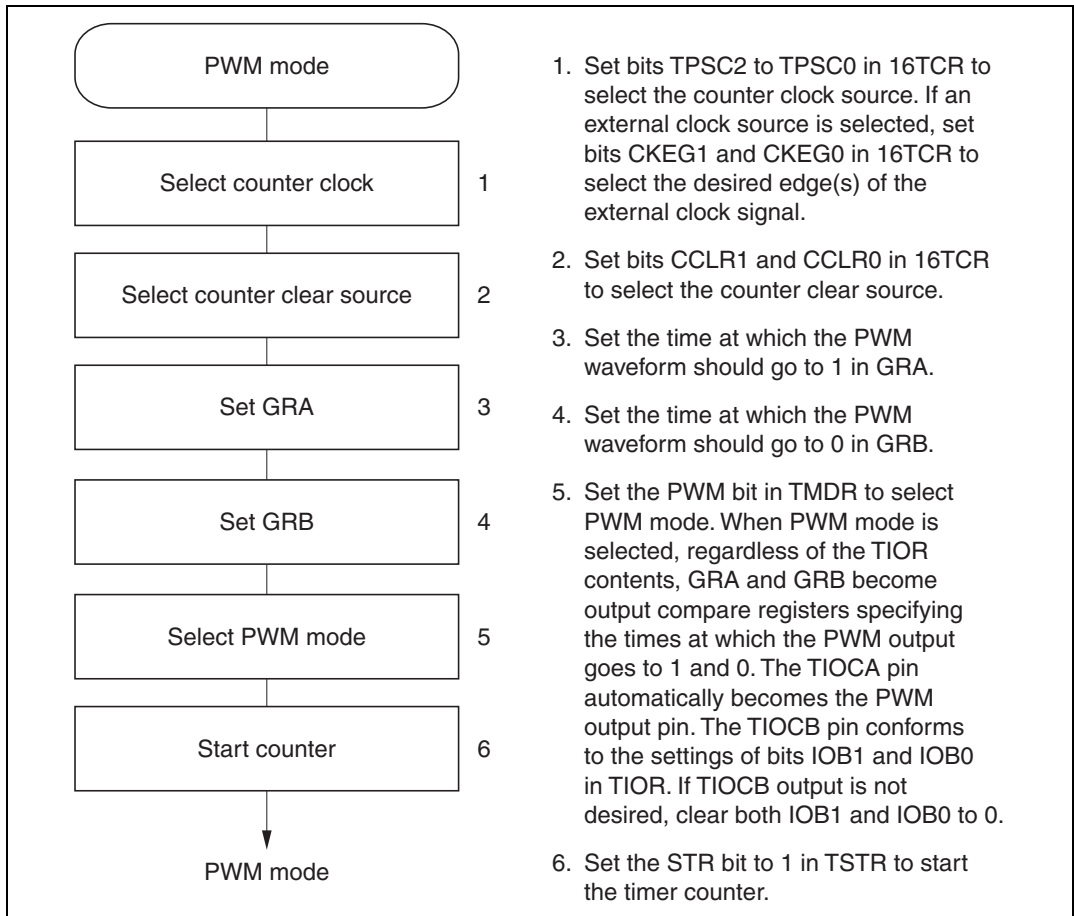 PWM mode
Select counter clock 1
Select counter clear source 2
Set GRA 3
Set GRB 4
Select PWM mode 5
Start counter 6
PWM mode
1. Set bits TPSC2 to TPSC0 in 16TCR to
select the counter clock source. If an
external clock source is selected, set
bits CKEG1 and CKEG0 in 16TCR to
select the desired edge(s) of the
external clock signal.
2. Set bits CCLR1 and CCLR0 in 16TCR
to select the counter clear source.
3. Set the time at which the PWM
waveform should go to 1 in GRA.
4. Set the time at which the PWM
waveform should go to 0 in GRB.
5. Set the PWM bit in TMDR to select
PWM mode. When PWM mode is
selected, regardless of the TIOR
contents, GRA and GRB become
output compare registers specifying
the times at which the PWM output
goes to 1 and 0. The TIOCA pin
automatically becomes the PWM
output pin. The TIOCB pin conforms
to the settings of bits IOB1 and IOB0
in TIOR. If TIOCB output is not
desired, clear both IOB1 and IOB0 to 0.
6. Set the STR bit to 1 in TSTR to start
the timer counter.